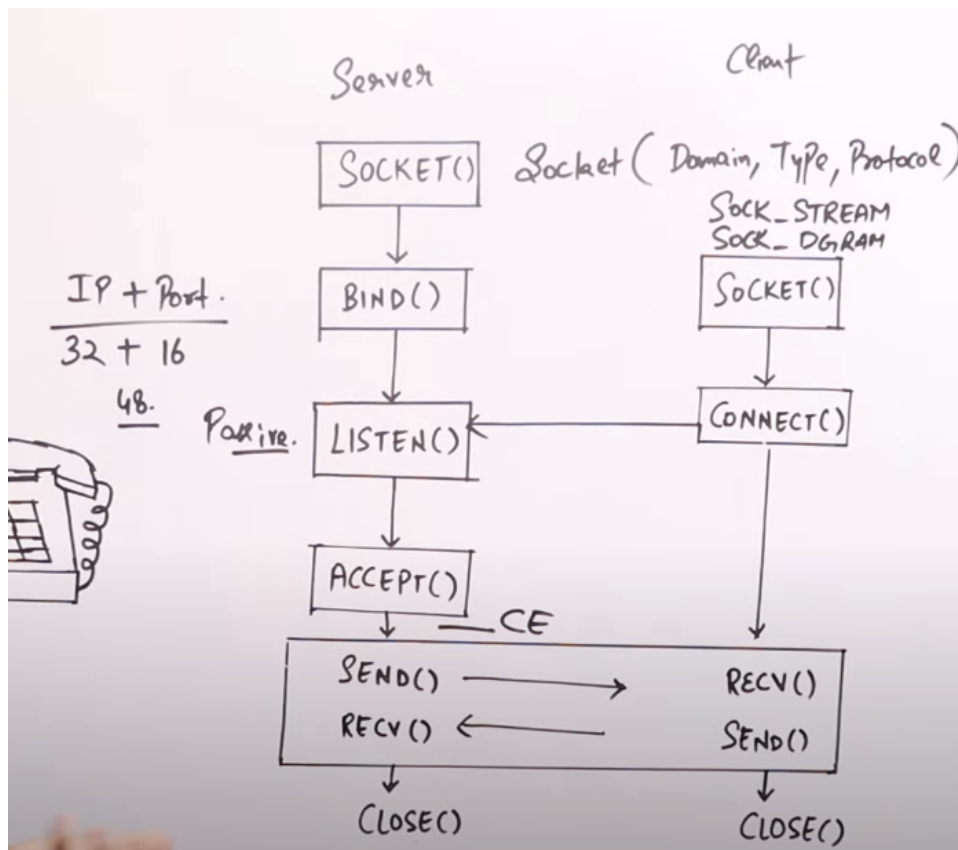 Server
Client
SOCKET()
Socket ( Domain, Type, Protocol)
SOCK_STREAM
SOCK_DGRAM
IP + Port.
32 + 16
48.
BIND()
SOCKET()
Passive.
LISTEN()
CONNECT()
ACCEPT()
CE
SEND()
RECV()
RECV()
SEND()
CLOSE()
CLOSE()